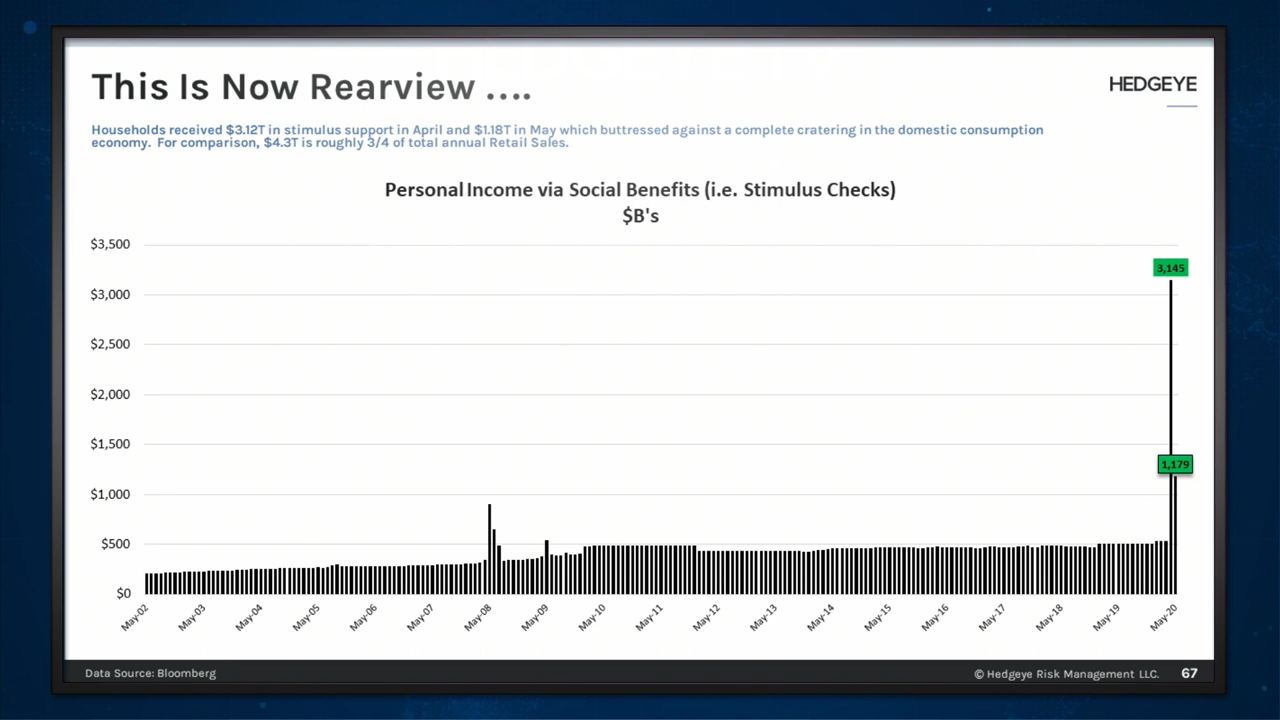 This Is Now Rearview ....
HEDGEYE
Households received $3.12T in stimulus support in April and $1.18T in May which buttressed against a complete cratering in the domestic consumption
economy. For comparison, $4.3T is roughly 3/4 of total annual Retail Sales.
Personal Income via Social Benefits (i.e. Stimulus Checks)
$B's
$3,500
3,145
$3,000
$2,500
$2,000
$1,500
1,179
$1,000
$500
$0
May-02 May-03 May-04 May-05 May-06 May-07 May-08 May-09 May-10 May-11 May-12 May-13 May-14 May-15 May-16 May-17 May-18 May-19 May-20
Data Source: Bloomberg
© Hedgeye Risk Management LLC. 67